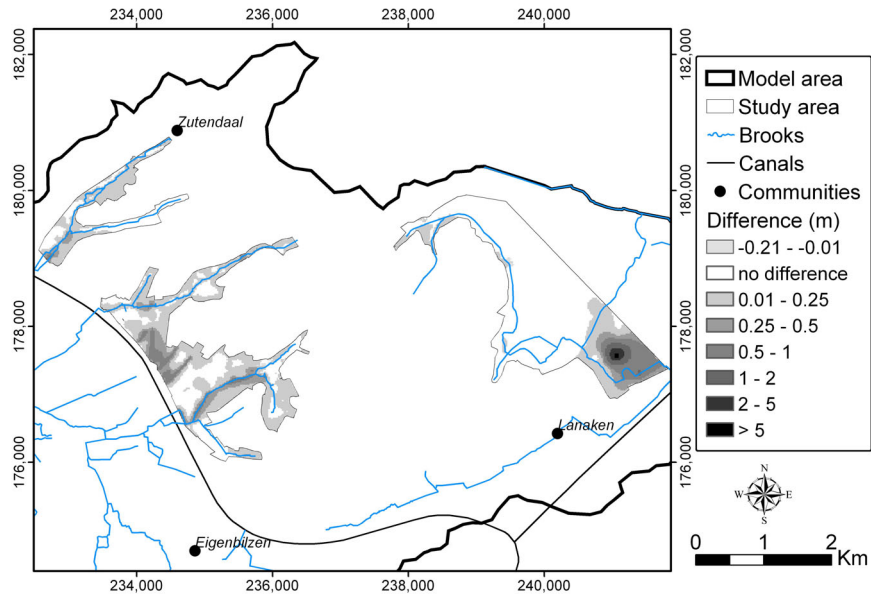 234,000 236,000 238,000 240,000
182,000 182,000
180,000 180,000
178,000 178,000
176,000 176,000
Zutendaal
Lanaken
Eigenbilzen
234,000 236,000 238,000 240,000
Model area
Study area
Brooks
Canals
Communities
Difference (m)
-0.21 - -0.01
no difference
0.01 - 0.25
0.25 - 0.5
0.5 - 1
1 - 2
2 - 5
> 5
N
W E
S
0 1 2
Km